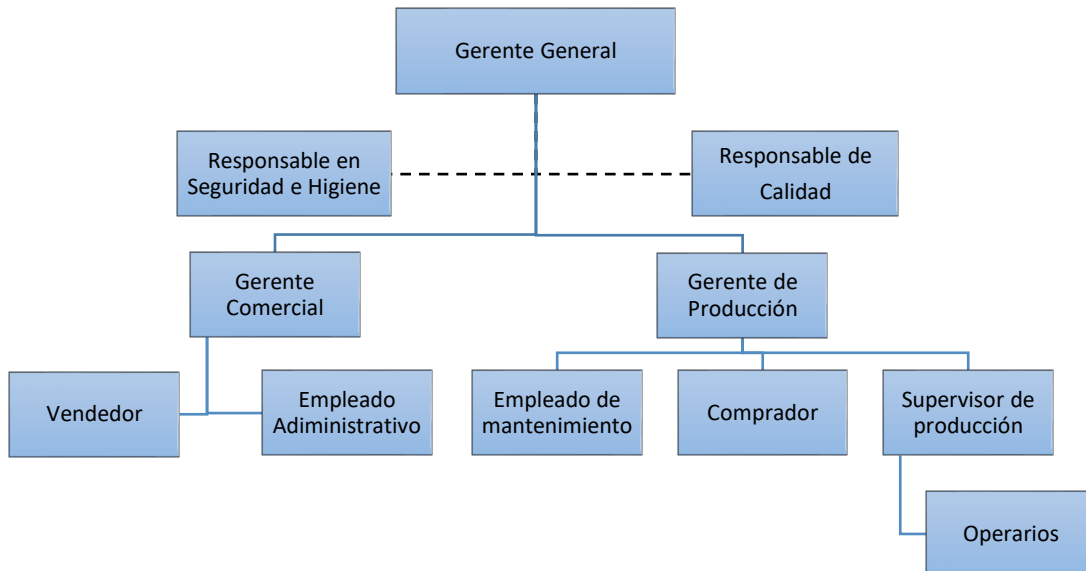 Gerente General
Responsable en
Seguridad e Higiene
Responsable de
Calidad
Gerente
Comercial
Gerente de
Producción
Vendedor
Empleado
Adiministrativo
Empleado de
mantenimiento
Comprador
Supervisor de
producción
Operarios